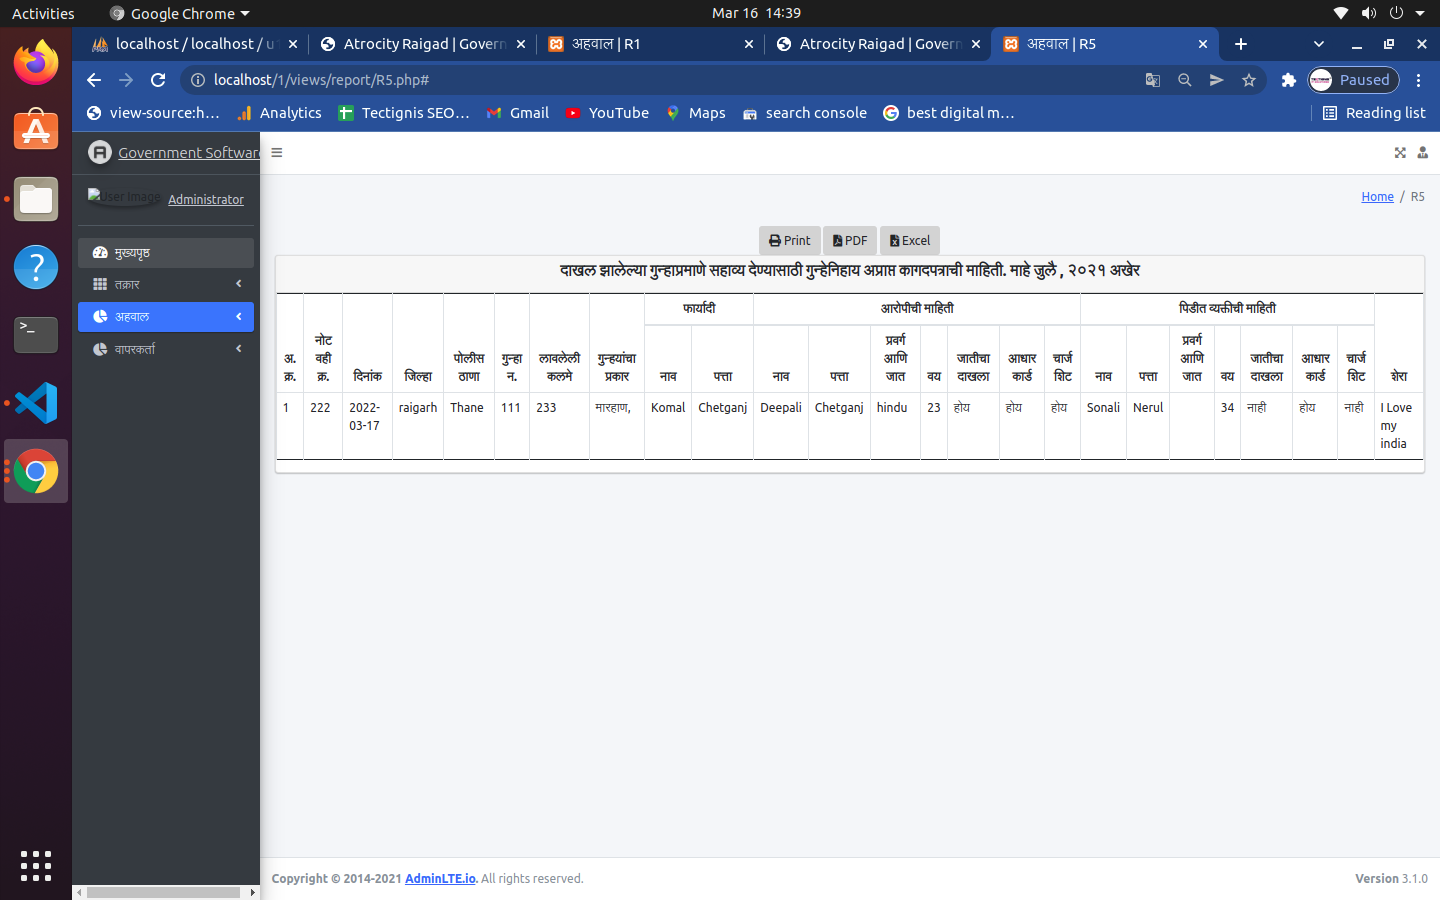 Activities Google Chrome Mar 16 14:39
localhost / localhost / u Atrocity Raigad | Govern अहवाल | R1 Atrocity Raigad | Govern अहवाल | R5
localhost/1/views/report/R5.php# Paused
view-source:h... Analytics Tectignis SEO... Gmail YouTube Maps search console best digital m... Reading list
Government Software
User Image Administrator
Home / R5
मुख्यपृष्ठ
तक्रार
अहवाल
वापरकर्ता
Print PDF Excel
दाखल झालेल्या गुन्हाप्रमाणे सहाव्य देण्यासाठी गुन्हेनिहाय अप्राप्त कागदपत्राची माहिती. माहे जुलै , २०२१ अखेर
फार्यादी आरोपीची माहिती पिडीत व्यक्तीची माहिती
अ. क्र. नोट वही क्र. दिनांक जिल्हा पोलीस ठाणा गुन्हा न. लावलेली कलमे गुन्हयांचा प्रकार नाव पत्ता नाव पत्ता प्रवर्ग आणि जात वय जातीचा दाखला आधार कार्ड चार्ज शिट नाव पत्ता प्रवर्ग आणि जात वय जातीचा दाखला आधार कार्ड चार्ज शिट शेरा
1 222 2022-03-17 raigarh Thane 111 233 मारहाण, Komal Chetganj Deepali Chetganj hindu 23 होय होय होय Sonali Nerul 34 नाही होय नाही I Love my india
Copyright © 2014-2021 AdminLTE.io. All rights reserved. Version 3.1.0